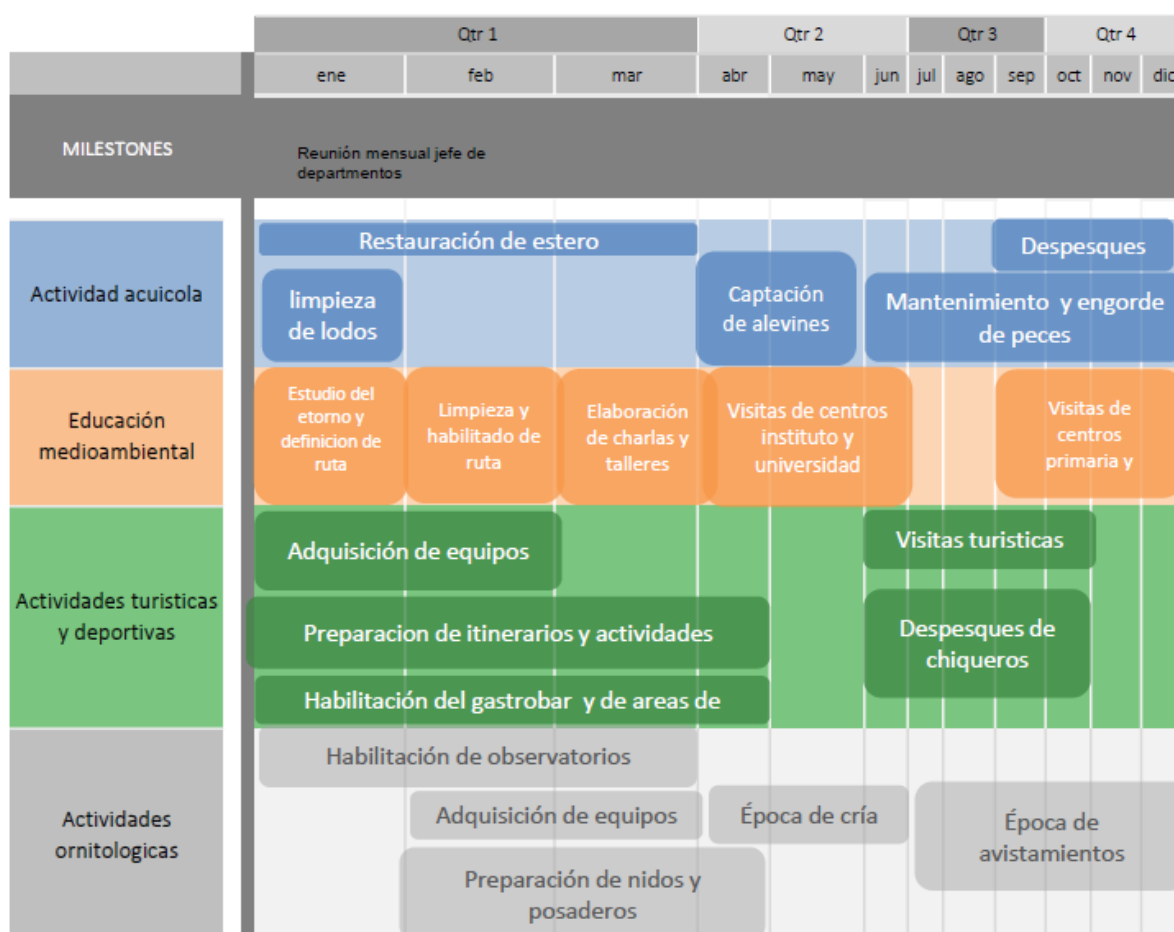 Qtr 1 Qtr 2 Qtr 3 Qtr 4
ene feb mar abr may jun jul ago sep oct nov dic
MILESTONES
Reunión mensual jefe de
departmentos
Actividad acuicola
Restauración de estero
Despesques
limpieza
de lodos
Captación
de alevines
Mantenimiento y engorde
de peces
Educación
medioambiental
Estudio del
etorno y
definicion de
ruta
Limpieza y
habilitado de
ruta
Elaboración
de charlas y
talleres
Visitas de centros
instituto y
universidad
Visitas de
centros
primaria y
Actividades turisticas
y deportivas
Adquisición de equipos
Visitas turisticas
Preparacion de itinerarios y actividades
Despesques de
chiqueros
Habilitación del gastrobar y de areas de
Actividades
ornitologicas
Habilitación de observatorios
Adquisición de equipos
Época de cría
Época de
avistamientos
Preparación de nidos y
posaderos